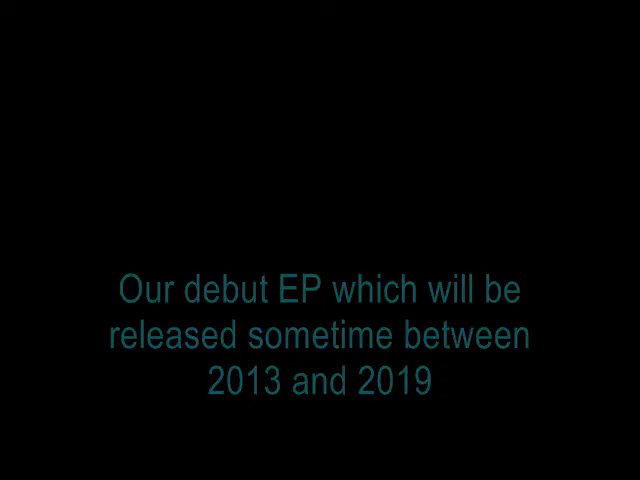 Our debut EP which will be
released sometime between
2013 and 2019